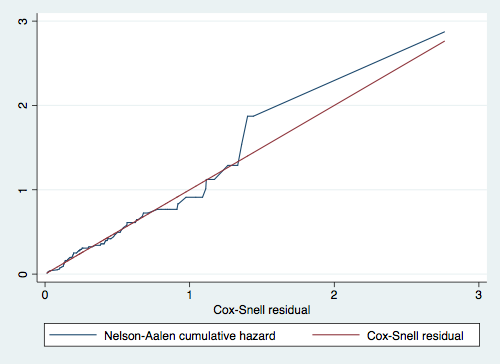 3
2
1
0
0 1 2 3
Cox-Snell residual
Nelson-Aalen cumulative hazard Cox-Snell residual